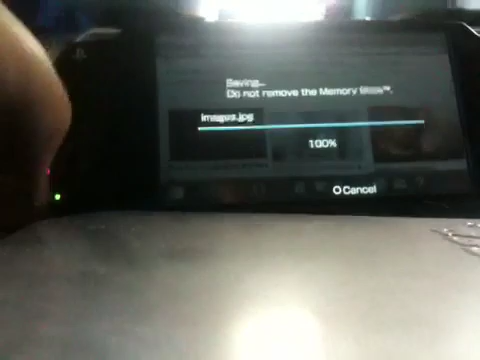 Saving...
Do not remove the Memory Stick™.
images.jpg
100%
O Cancel